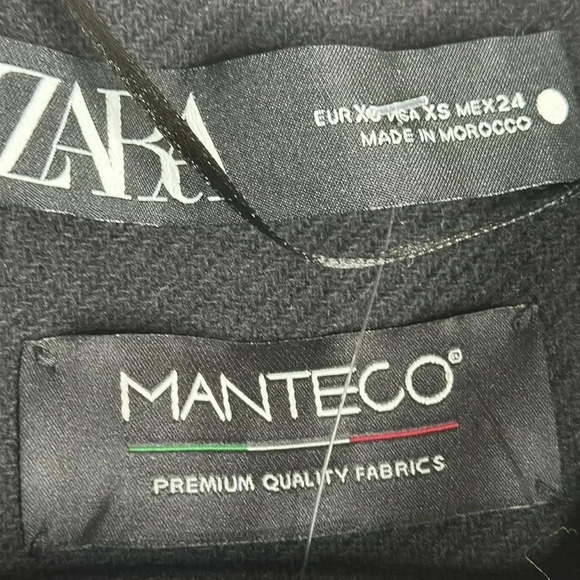 ZARA
EUR XS USA XS MEX 24
MADE IN MOROCCO
MANTECO®
PREMIUM QUALITY FABRICS